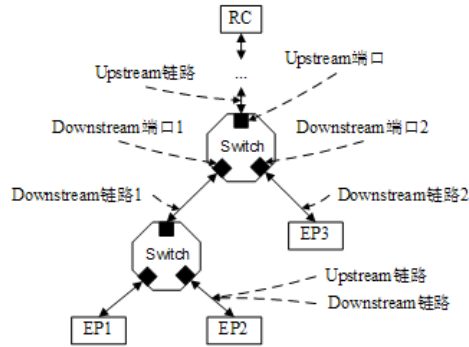 RC
Upstream链路
...
Upstream端口
Downstream端口1
Downstream端口2
Switch
Downstream链路1
Downstream链路2
EP3
Switch
Upstream链路
Downstream链路
EP1
EP2